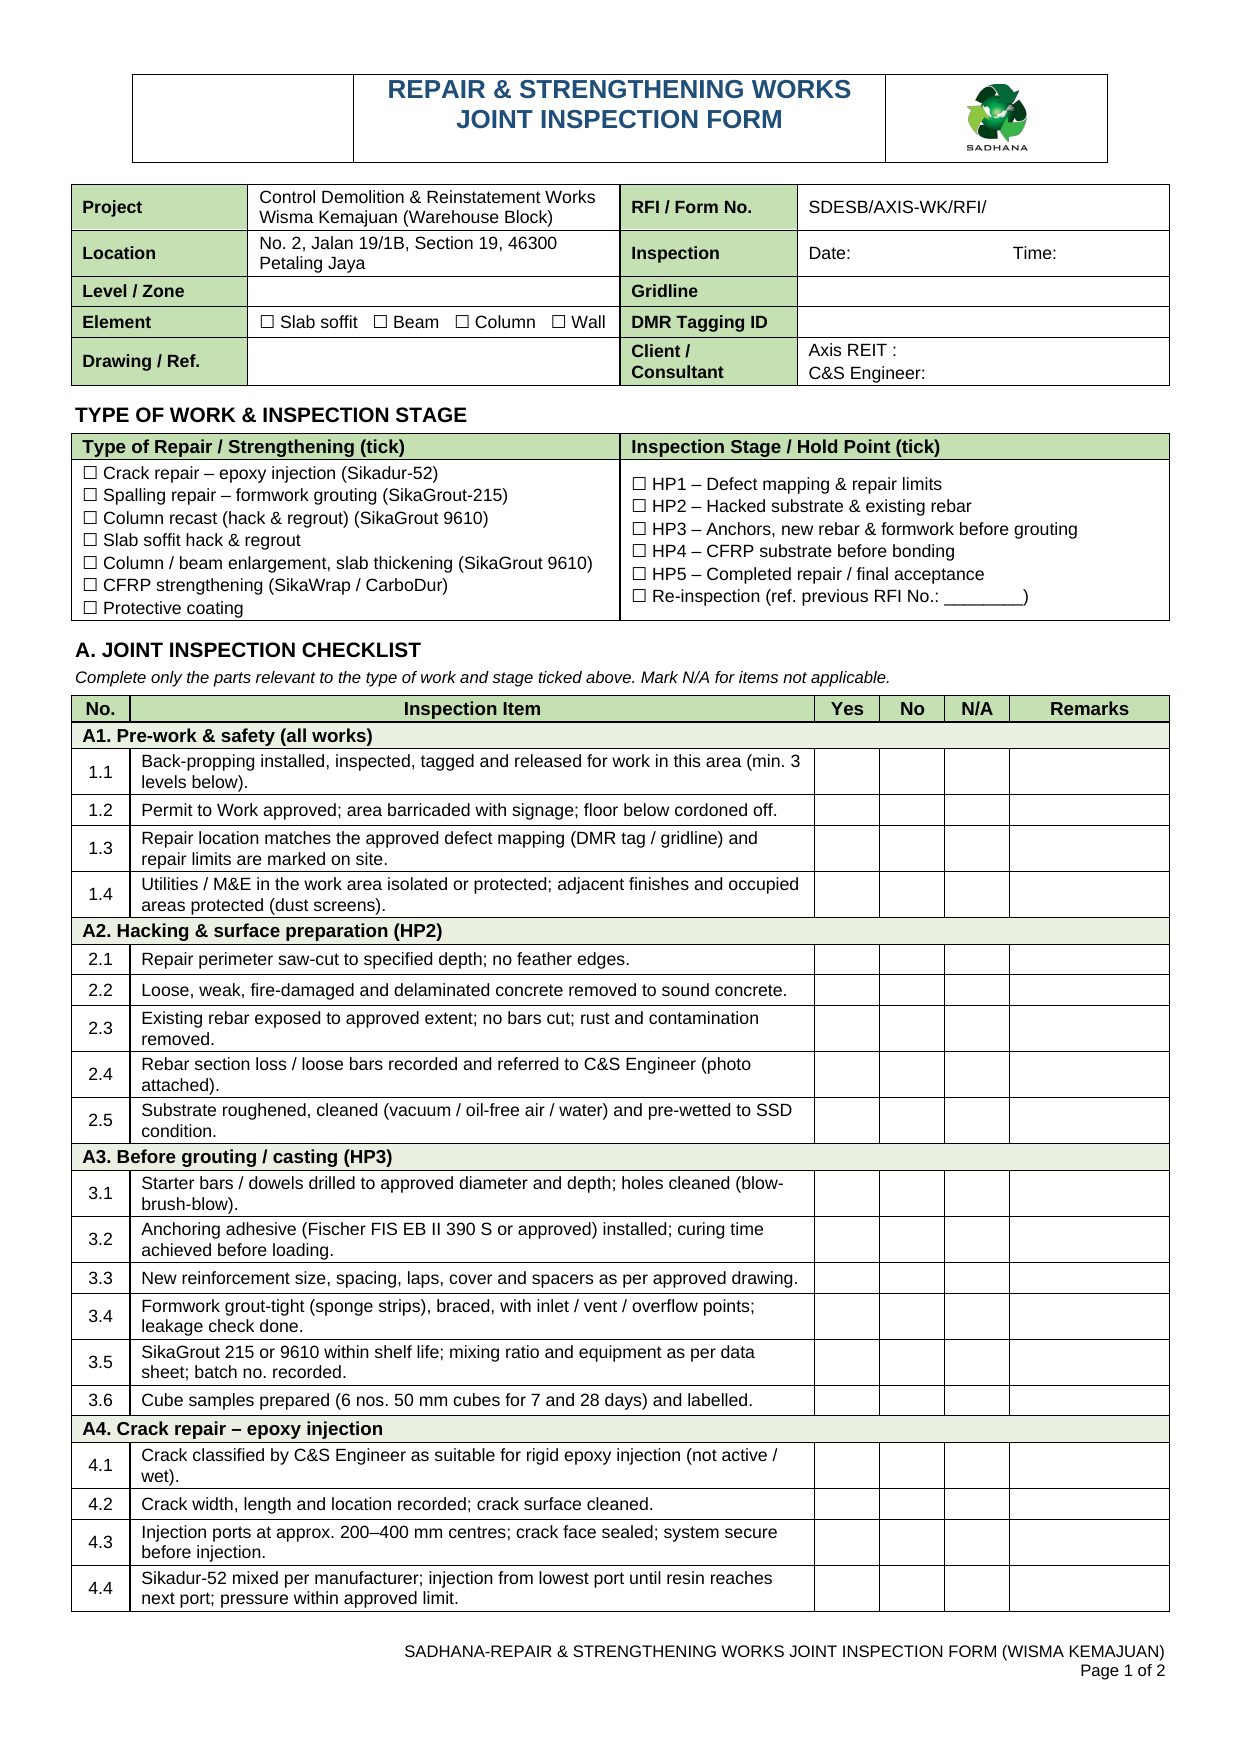 REPAIR & STRENGTHENING WORKS
JOINT INSPECTION FORM
SADHANA
Project
Control Demolition & Reinstatement Works
Wisma Kemajuan (Warehouse Block)
RFI / Form No.
SDESB/AXIS-WK/RFI/
Location
No. 2, Jalan 19/1B, Section 19, 46300
Petaling Jaya
Inspection
Date: Time:
Level / Zone
Gridline
Element
☐ Slab soffit ☐ Beam ☐ Column ☐ Wall
DMR Tagging ID
Drawing / Ref.
Client /
Consultant
Axis REIT :
C&S Engineer:
TYPE OF WORK & INSPECTION STAGE
Type of Repair / Strengthening (tick)
☐ Crack repair – epoxy injection (Sikadur-52)
☐ Spalling repair – formwork grouting (SikaGrout-215)
☐ Column recast (hack & regrout) (SikaGrout 9610)
☐ Slab soffit hack & regrout
☐ Column / beam enlargement, slab thickening (SikaGrout 9610)
☐ CFRP strengthening (SikaWrap / CarboDur)
☐ Protective coating
Inspection Stage / Hold Point (tick)
☐ HP1 – Defect mapping & repair limits
☐ HP2 – Hacked substrate & existing rebar
☐ HP3 – Anchors, new rebar & formwork before grouting
☐ HP4 – CFRP substrate before bonding
☐ HP5 – Completed repair / final acceptance
☐ Re-inspection (ref. previous RFI No.: ________)
A. JOINT INSPECTION CHECKLIST
Complete only the parts relevant to the type of work and stage ticked above. Mark N/A for items not applicable.
No. Inspection Item Yes No N/A Remarks
A1. Pre-work & safety (all works)
1.1 Back-propping installed, inspected, tagged and released for work in this area (min. 3
levels below).
1.2 Permit to Work approved; area barricaded with signage; floor below cordoned off.
1.3 Repair location matches the approved defect mapping (DMR tag / gridline) and
repair limits are marked on site.
1.4 Utilities / M&E in the work area isolated or protected; adjacent finishes and occupied
areas protected (dust screens).
A2. Hacking & surface preparation (HP2)
2.1 Repair perimeter saw-cut to specified depth; no feather edges.
2.2 Loose, weak, fire-damaged and delaminated concrete removed to sound concrete.
2.3 Existing rebar exposed to approved extent; no bars cut; rust and contamination
removed.
2.4 Rebar section loss / loose bars recorded and referred to C&S Engineer (photo
attached).
2.5 Substrate roughened, cleaned (vacuum / oil-free air / water) and pre-wetted to SSD
condition.
A3. Before grouting / casting (HP3)
3.1 Starter bars / dowels drilled to approved diameter and depth; holes cleaned (blow-
brush-blow).
3.2 Anchoring adhesive (Fischer FIS EB II 390 S or approved) installed; curing time
achieved before loading.
3.3 New reinforcement size, spacing, laps, cover and spacers as per approved drawing.
3.4 Formwork grout-tight (sponge strips), braced, with inlet / vent / overflow points;
leakage check done.
3.5 SikaGrout 215 or 9610 within shelf life; mixing ratio and equipment as per data
sheet; batch no. recorded.
3.6 Cube samples prepared (6 nos. 50 mm cubes for 7 and 28 days) and labelled.
A4. Crack repair – epoxy injection
4.1 Crack classified by C&S Engineer as suitable for rigid epoxy injection (not active /
wet).
4.2 Crack width, length and location recorded; crack surface cleaned.
4.3 Injection ports at approx. 200–400 mm centres; crack face sealed; system secure
before injection.
4.4 Sikadur-52 mixed per manufacturer; injection from lowest port until resin reaches
next port; pressure within approved limit.
SADHANA-REPAIR & STRENGTHENING WORKS JOINT INSPECTION FORM (WISMA KEMAJUAN)
Page 1 of 2